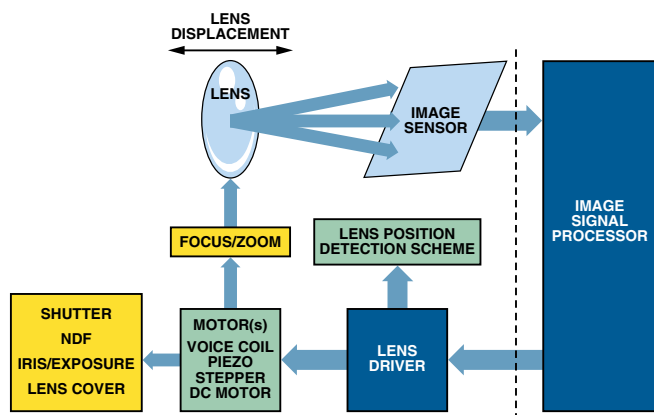 LENS
DISPLACEMENT
LENS
IMAGE
SENSOR
IMAGE
SIGNAL
PROCESSOR
FOCUS/ZOOM
LENS POSITION
DETECTION SCHEME
SHUTTER
NDF
IRIS/EXPOSURE
LENS COVER
MOTOR(s)
VOICE COIL
PIEZO
STEPPER
DC MOTOR
LENS
DRIVER